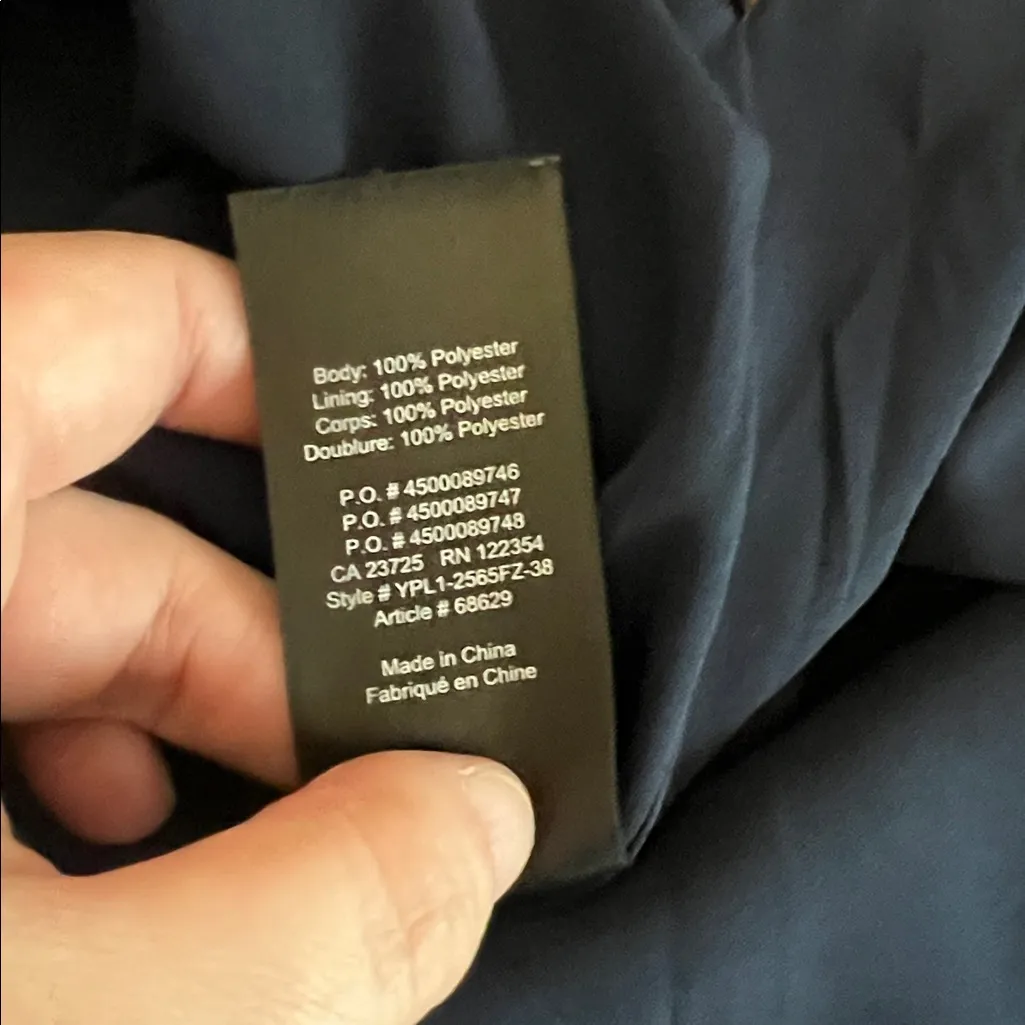 Body: 100% Polyester
Lining: 100% Polyester
Corps: 100% Polyester
Doublure: 100% Polyester
P.O. # 4500089746
P.O. # 4500089747
P.O. # 4500089748
CA 23725 RN 122354
Style # YPL1-2565FZ-38
Article # 68629
Made in China
Fabriqué en Chine